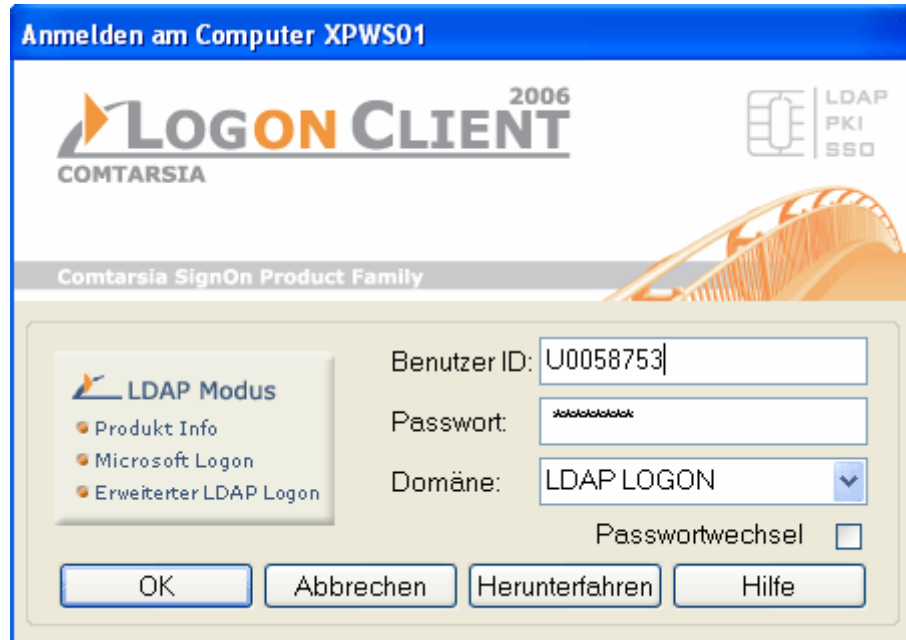 Anmelden am Computer XPWS01
2006
LOGON CLIENT
COMTARSIA
LDAP
PKI
SSO
Comtarsia SignOn Product Family
LDAP Modus
Produkt Info
Microsoft Logon
Erweiterter LDAP Logon
Benutzer ID: U0058753
Passwort: *********
Domäne: LDAP LOGON
Passwortwechsel
OK Abbrechen Herunterfahren Hilfe